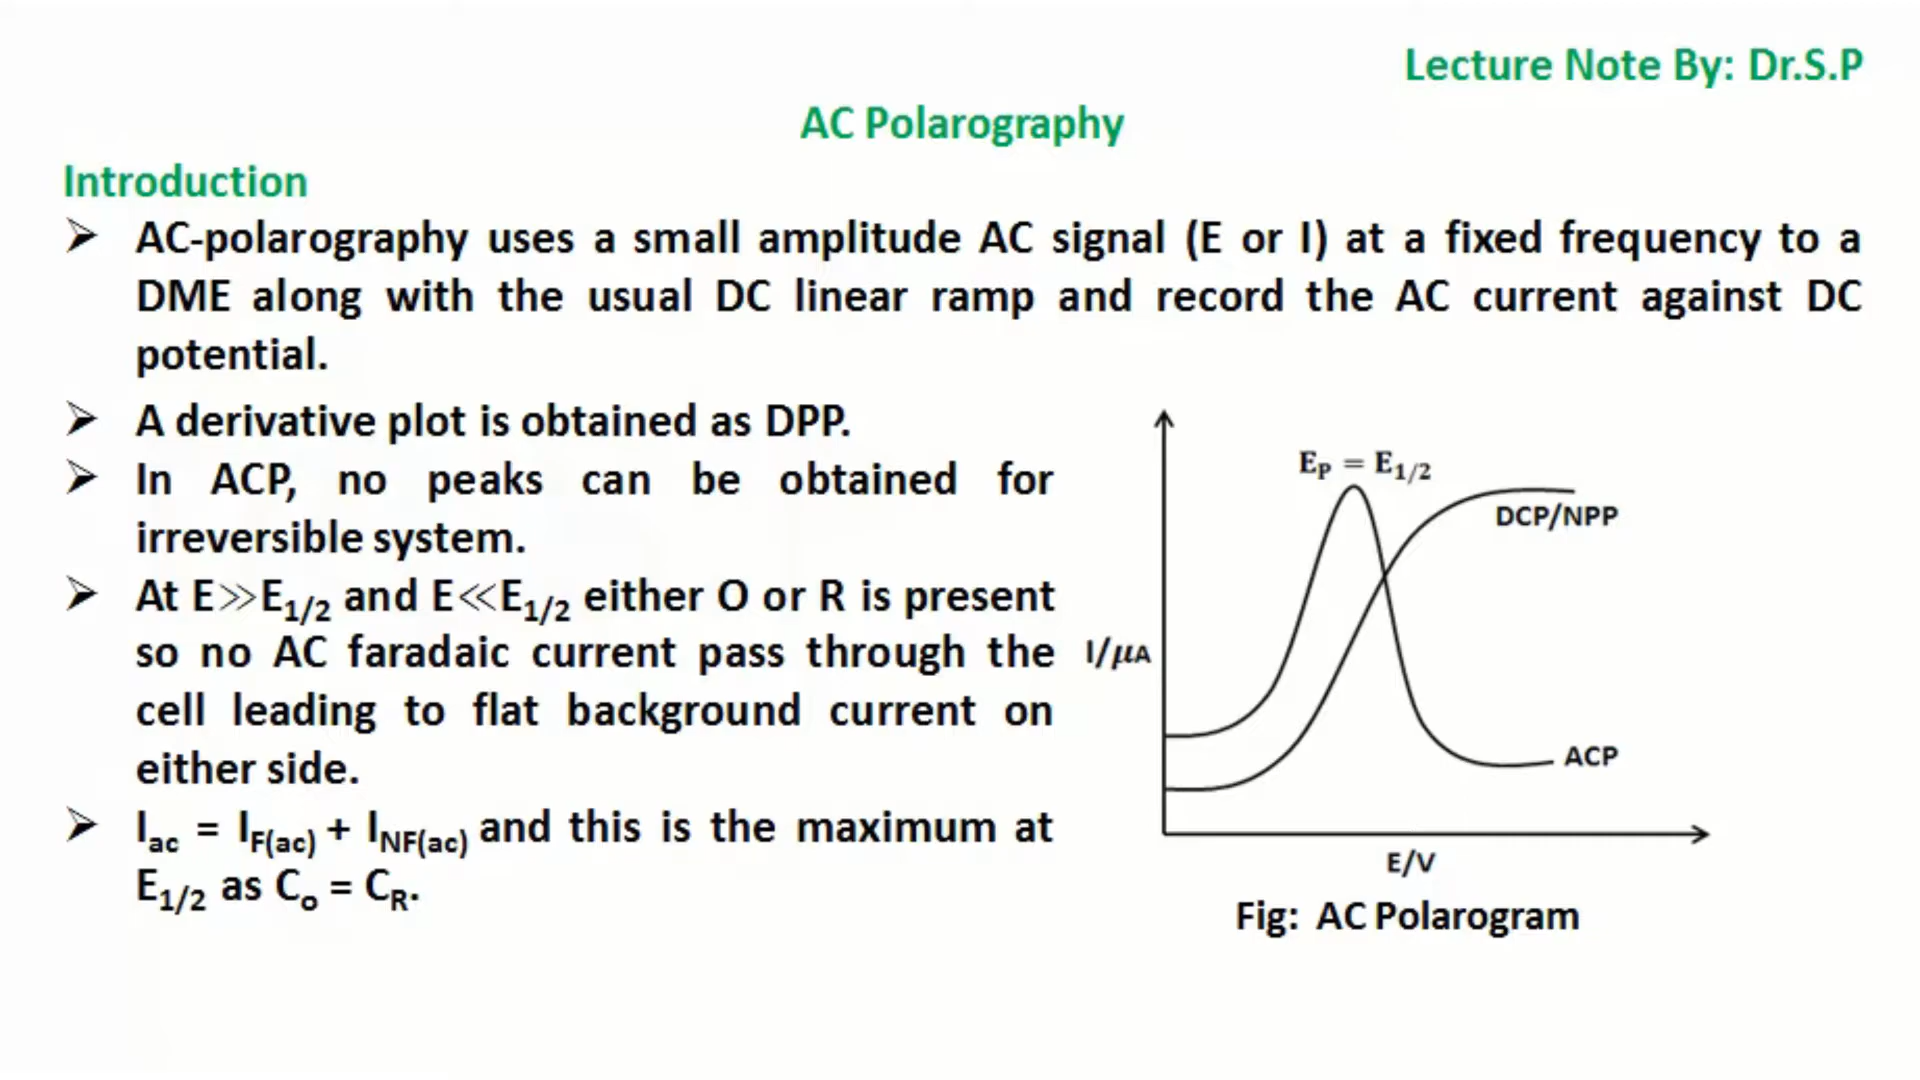 Lecture Note By: Dr.S.P
AC Polarography
Introduction
➢ AC-polarography uses a small amplitude AC signal (E or I) at a fixed frequency to a
DME along with the usual DC linear ramp and record the AC current against DC
potential.
➢ A derivative plot is obtained as DPP.
➢ In ACP, no peaks can be obtained for
irreversible system.
➢ At E≫E1/2 and E≪E1/2 either O or R is present
so no AC faradaic current pass through the
cell leading to flat background current on
either side.
➢ Iac = IF(ac) + INF(ac) and this is the maximum at
E1/2 as Co = CR.
EP = E1/2
DCP/NPP
I/μA
ACP
E/V
Fig: AC Polarogram